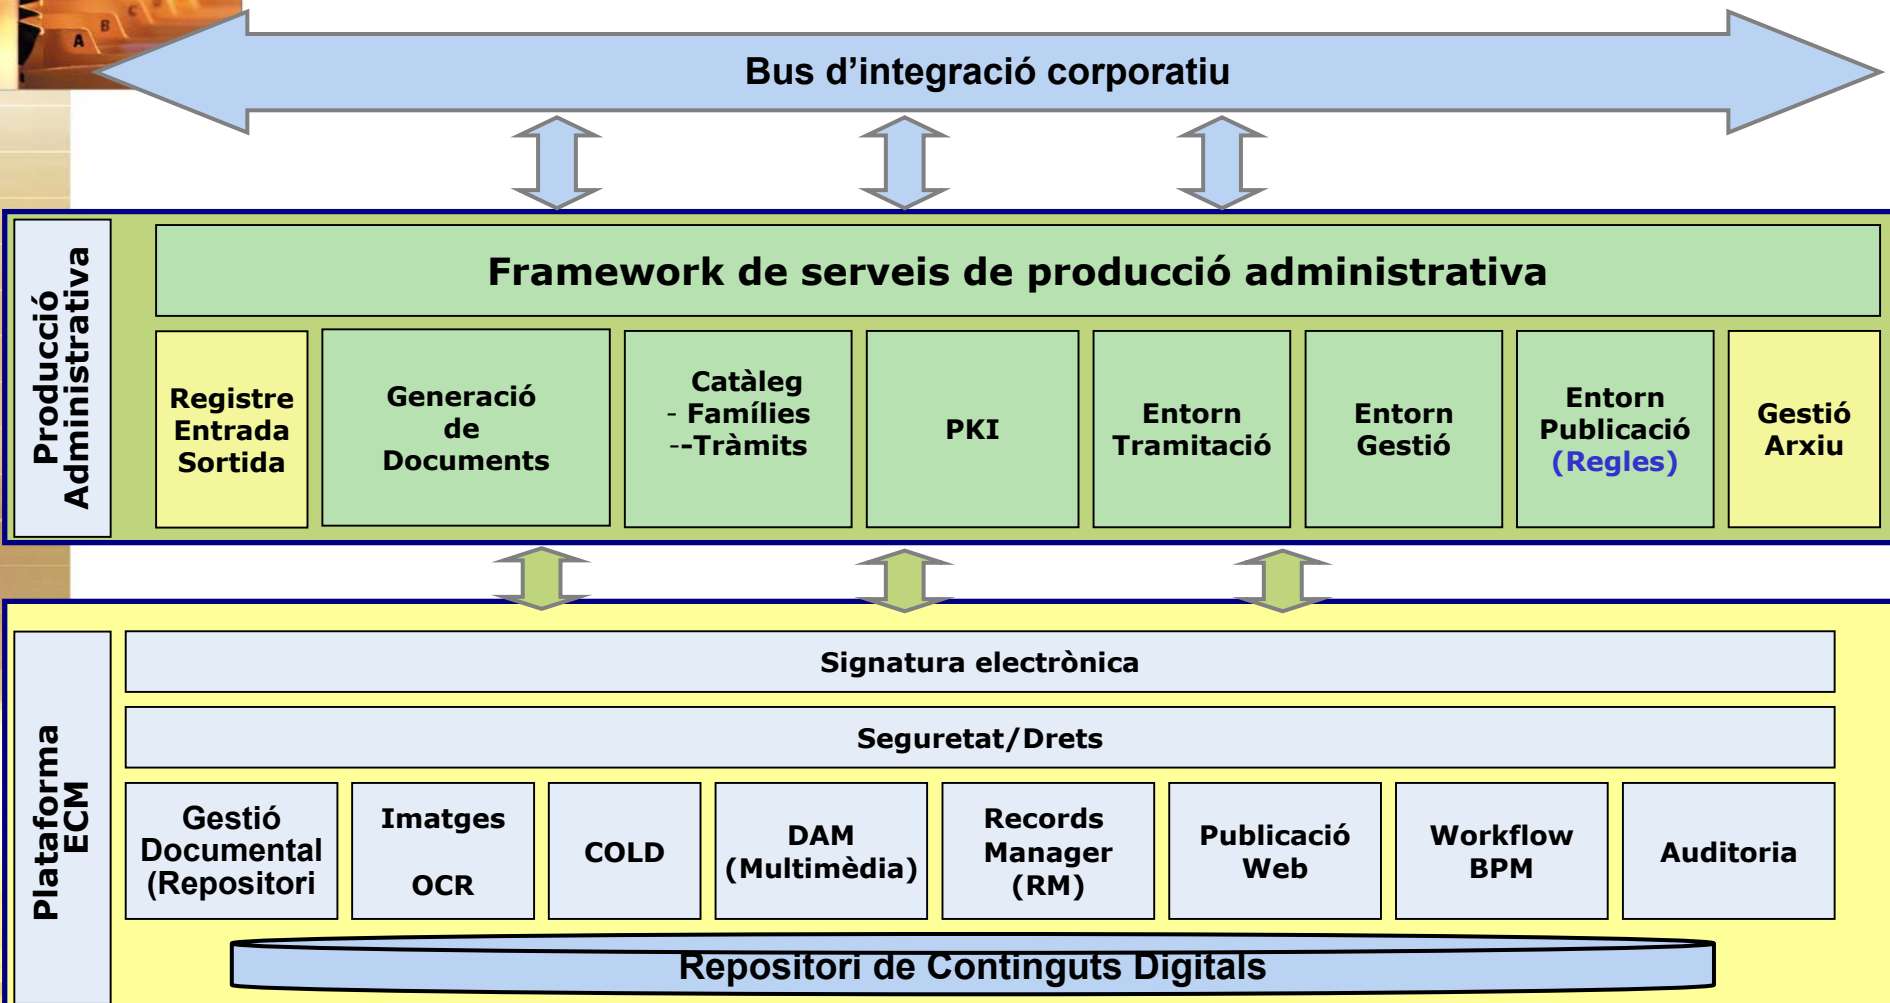 A
B
C
Bus d’integració corporatiu
Producció
Administrativa
Framework de serveis de producció administrativa
Registre
Entrada
Sortida
Generació
de
Documents
Catàleg
- Famílies
--Tràmits
PKI
Entorn
Tramitació
Entorn
Gestió
Entorn
Publicació
(Regles)
Gestió
Arxiu
Plataforma
ECM
Signatura electrònica
Seguretat/Drets
Gestió
Documental
(Repositori
Imatges
OCR
COLD
DAM
(Multimèdia)
Records
Manager
(RM)
Publicació
Web
Workflow
BPM
Auditoria
Repositori de Continguts Digitals